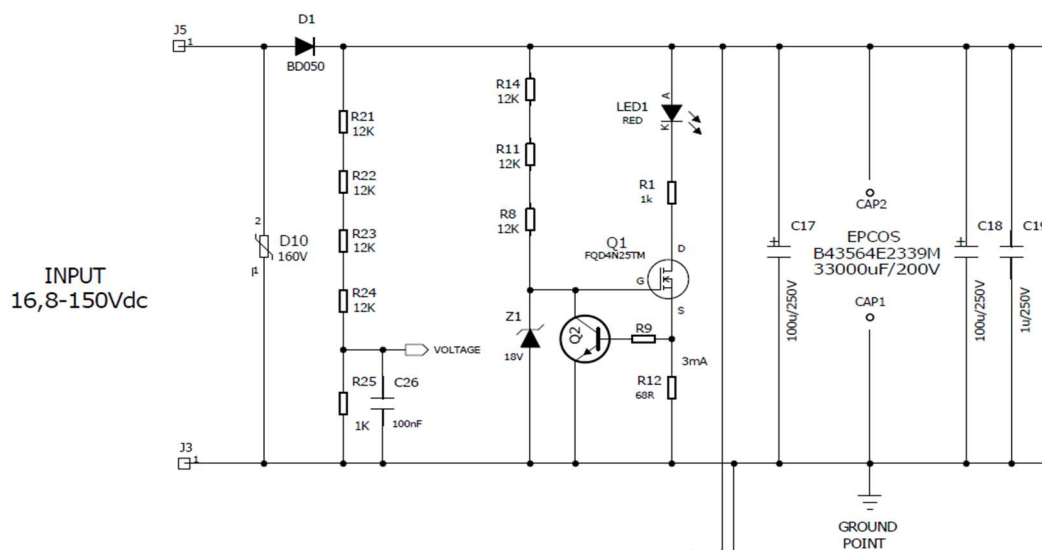 J5
1
D1
BD050
R21
12K
R22
12K
R23
12K
R24
12K
R25
1K
C26
100nF
VOLTAGE
2
D10
160V
1
INPUT
16,8-150Vdc
J3
1
R14
12K
R11
12K
R8
12K
Z1
18V
Q2
R9
A
LED1
RED
K
R1
1k
Q1
FQD4N25TM
D
G
S
3mA
R12
68R
C17
+
100u/250V
CAP2
EPCOS
B43564E2339M
33000uF/200V
CAP1
GROUND
POINT
C18
+
100u/250V
C19
1u/250V